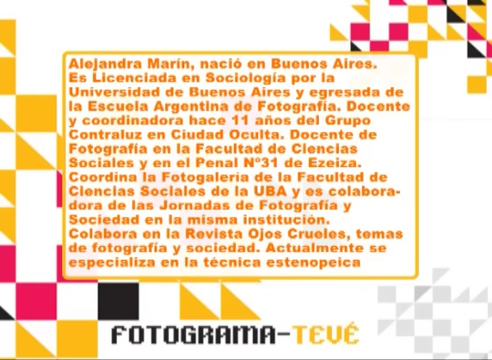 Alejandra Marín, nació en Buenos Aires.
Es Licenciada en Sociología por la
Universidad de Buenos Aires y egresada de
la Escuela Argentina de Fotografía. Docente
y coordinadora hace 11 años del Grupo
Contraluz en Ciudad Oculta. Docente de
Fotografía en la Facultad de Ciencias
Sociales y en el Penal Nº31 de Ezeiza.
Coordina la Fotogalería de la Facultad de
Ciencias Sociales de la UBA y es colabora-
dora de las Jornadas de Fotografía y
Sociedad en la misma institución.
Colabora en la Revista Ojos Crueles, temas
de fotografía y sociedad. Actualmente se
especializa en la técnica estenopeica
FOTOGRAMA-TEVÉ